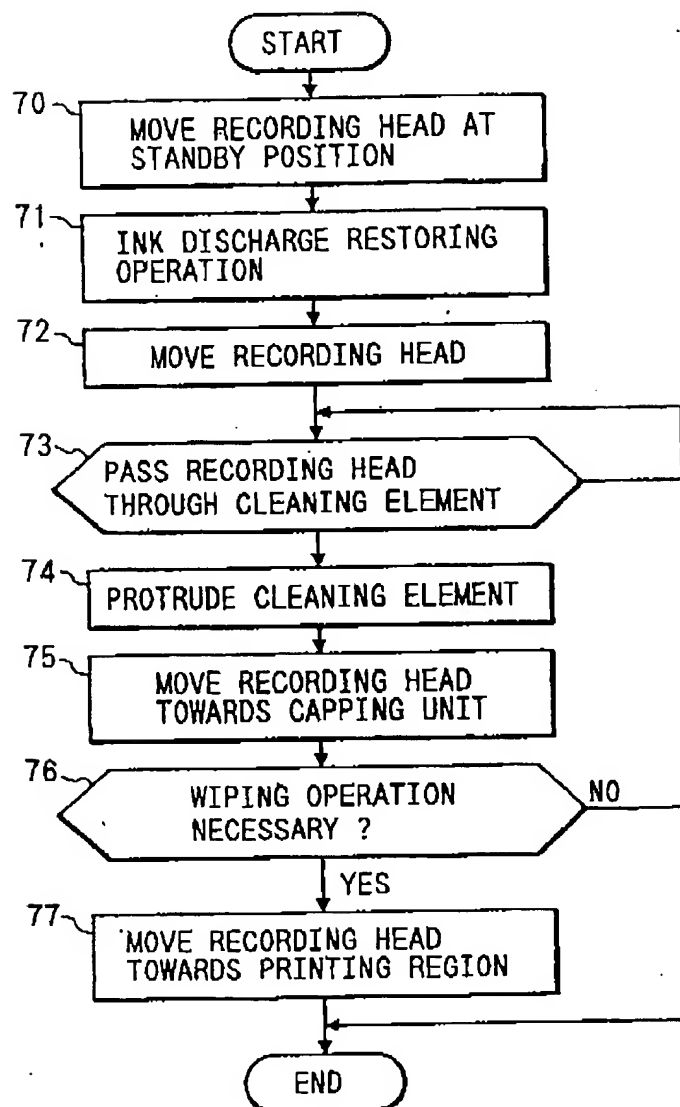 START
70
MOVE RECORDING HEAD AT
STANDBY POSITION
71
INK DISCHARGE RESTORING
OPERATION
72
MOVE RECORDING HEAD
73
PASS RECORDING HEAD
THROUGH CLEANING ELEMENT
74
PROTRUDE CLEANING ELEMENT
75
MOVE RECORDING HEAD
TOWARDS CAPPING UNIT
76
WIPING OPERATION
NECESSARY ?
NO
YES
77
MOVE RECORDING HEAD
TOWARDS PRINTING REGION
END